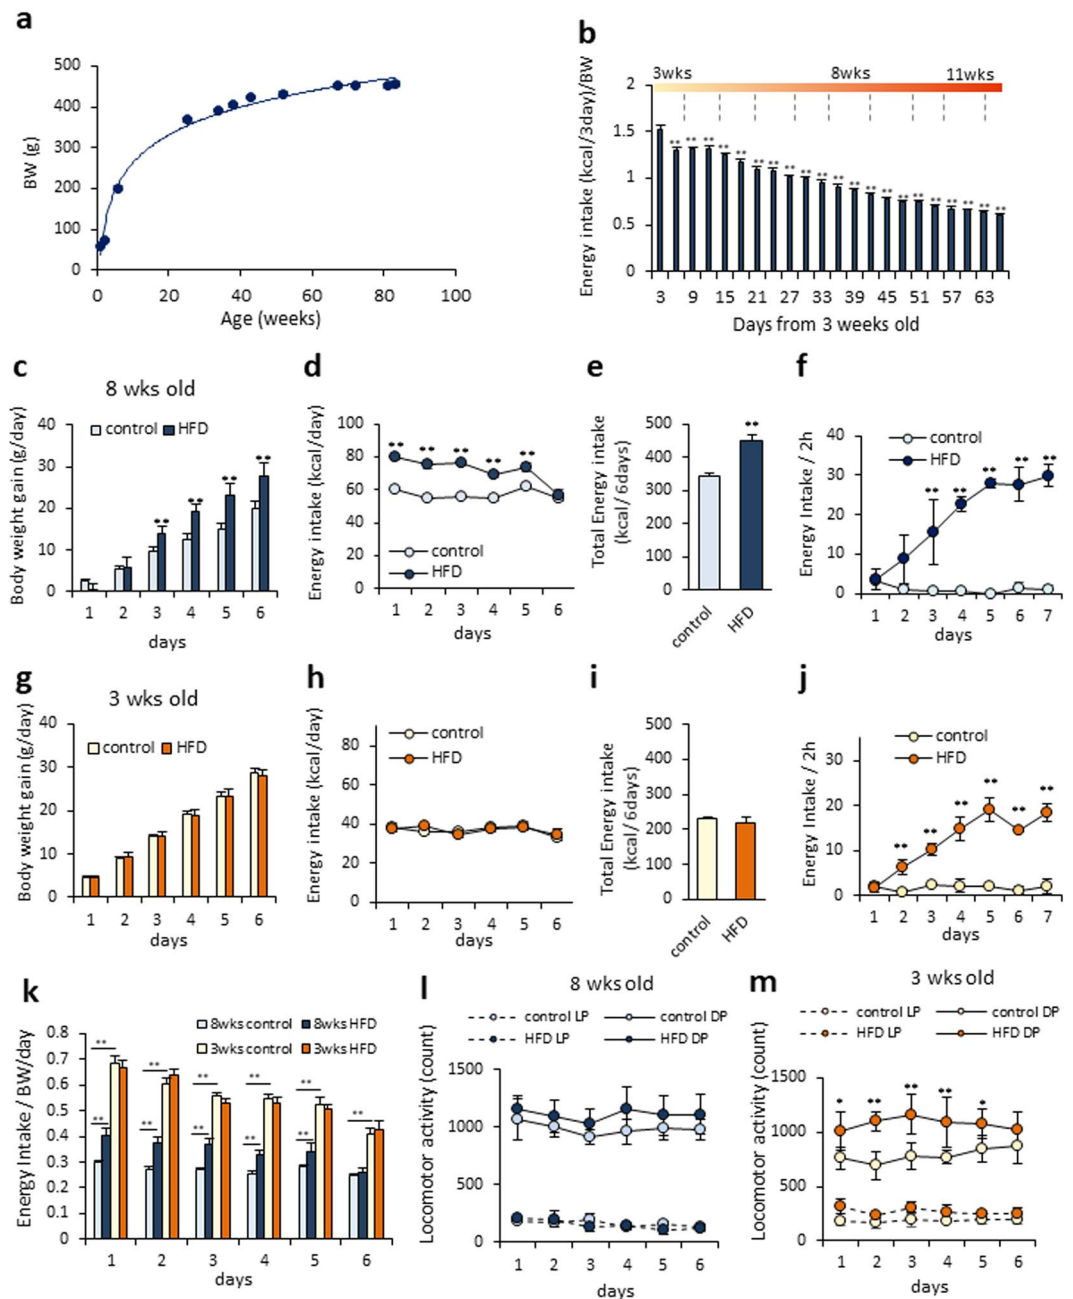 a
BW (g)
500
400
300
200
100
0
0 20 40 60 80 100
Age (weeks)
b
Energy intake (kcal/3day)/BW
3wks 8wks 11wks
2
1.5
1
0.5
0
** ** ** ** ** ** ** ** ** ** ** ** ** ** ** ** ** ** ** ** **
3 9 15 21 27 33 39 45 51 57 63
Days from 3 weeks old
c
8 wks old
Body weight gain (g/day)
control HFD
40
30
20
10
0
** ** ** **
1 2 3 4 5 6
days
d
Energy intake (kcal/day)
100
80
60
40
20
0
** ** ** ** **
control
HFD
1 2 3 4 5 6
days
e
Total Energy intake
(kcal/ 6days)
500
400
300
200
100
0
**
control HFD
f
Energy Intake / 2h
control
HFD
40
30
20
10
0
** ** ** ** **
1 2 3 4 5 6 7
days
g
3 wks old
Body weight gain (g/day)
control HFD
40
30
20
10
0
1 2 3 4 5 6
days
h
Energy intake (kcal/day)
control
HFD
80
60
40
20
0
1 2 3 4 5 6
days
i
Total Energy intake
(kcal/ 6days)
500
400
300
200
100
0
control HFD
j
Energy Intake / 2h
control
HFD
30
20
10
0
** ** ** ** ** **
1 2 3 4 5 6 7
days
k
Energy Intake / BW/day
8wks control 8wks HFD
3wks control 3wks HFD
0.8
0.7
0.6
0.5
0.4
0.3
0.2
0.1
0
** ** ** ** ** **
** ** ** ** **
1 2 3 4 5 6
days
l
8 wks old
Locomotor activity (count)
control LP control DP
HFD LP HFD DP
1500
1000
500
0
1 2 3 4 5 6
days
m
3 wks old
Locomotor activity (count)
control LP control DP
HFD LP HFD DP
1500
1000
500
0
* ** ** ** *
1 2 3 4 5 6
days